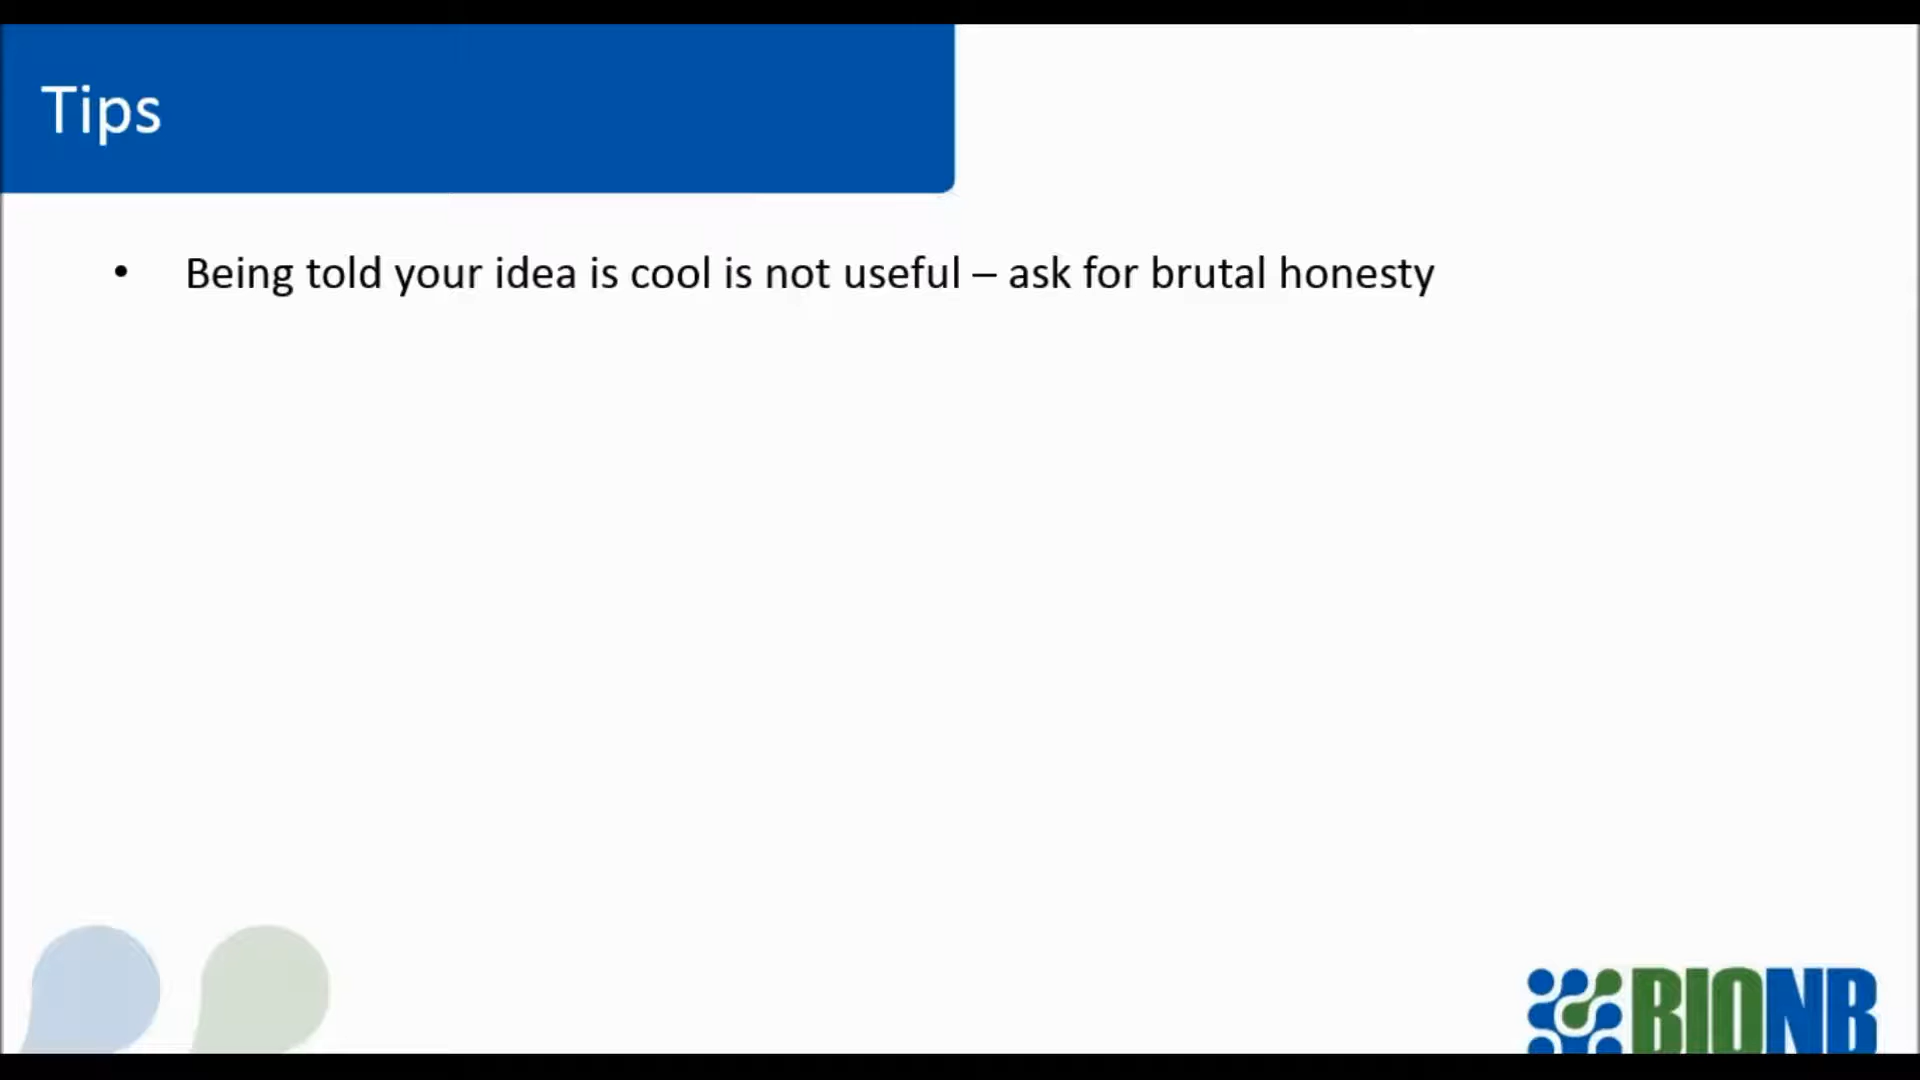 Tips
• Being told your idea is cool is not useful – ask for brutal honesty
BIONB